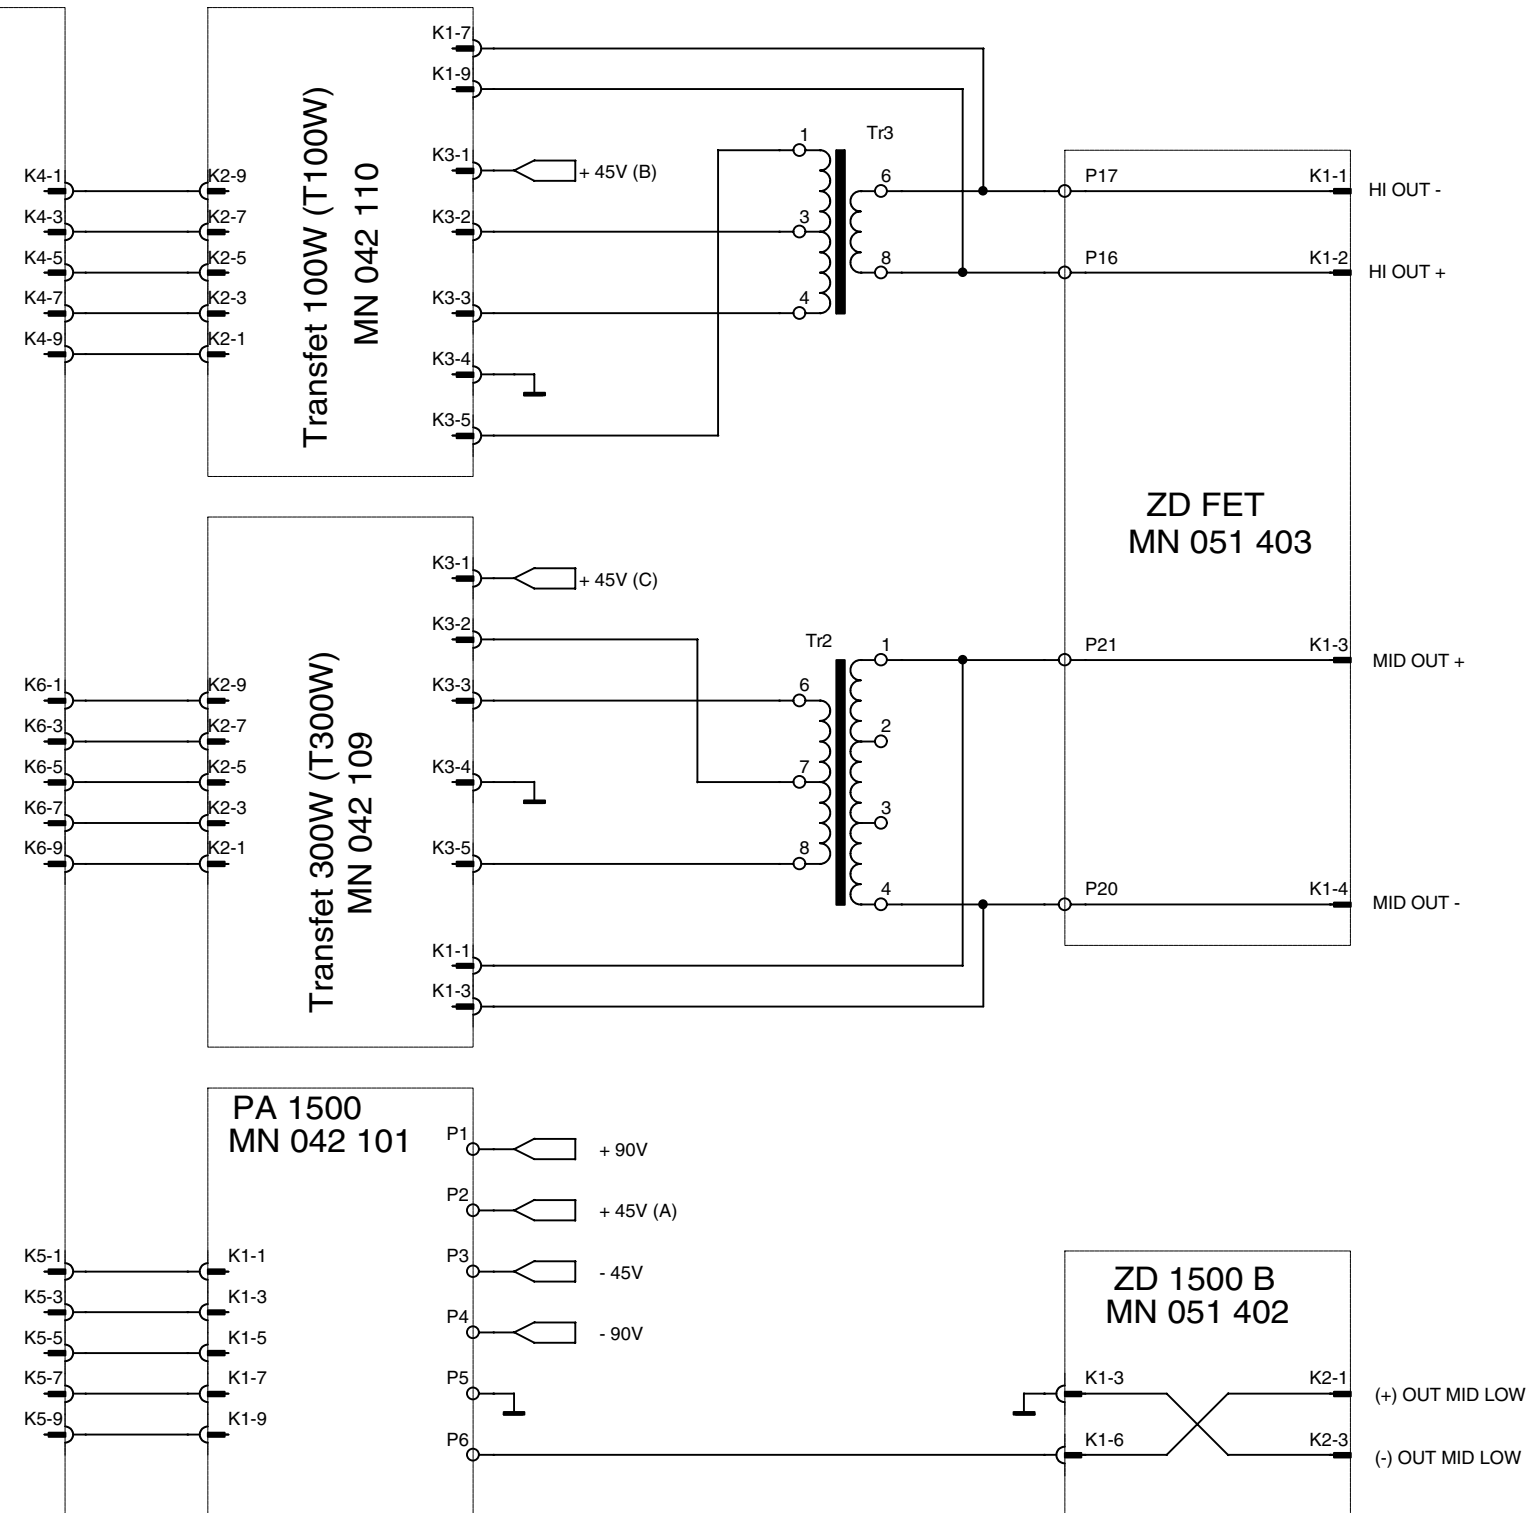 K4-1
K4-3
K4-5
K4-7
K4-9
K2-9
K2-7
K2-5
K2-3
K2-1
Transfet 100W (T100W)
MN 042 110
K1-7
K1-9
K3-1
+ 45V (B)
K3-2
K3-3
K3-4
K3-5
1
3
4
Tr3
6
8
P17
K1-1
HI OUT -
P16
K1-2
HI OUT +
ZD FET
MN 051 403
P21
K1-3
MID OUT +
P20
K1-4
MID OUT -
K6-1
K6-3
K6-5
K6-7
K6-9
K2-9
K2-7
K2-5
K2-3
K2-1
Transfet 300W (T300W)
MN 042 109
K3-1
+ 45V (C)
K3-2
K3-3
K3-4
K3-5
K1-1
K1-3
Tr2
6
7
8
1
2
3
4
PA 1500
MN 042 101
P1
+ 90V
P2
+ 45V (A)
P3
- 45V
P4
- 90V
P5
P6
K5-1
K5-3
K5-5
K5-7
K5-9
K1-1
K1-3
K1-5
K1-7
K1-9
ZD 1500 B
MN 051 402
K1-3
K2-1
(+) OUT MID LOW
K1-6
K2-3
(-) OUT MID LOW